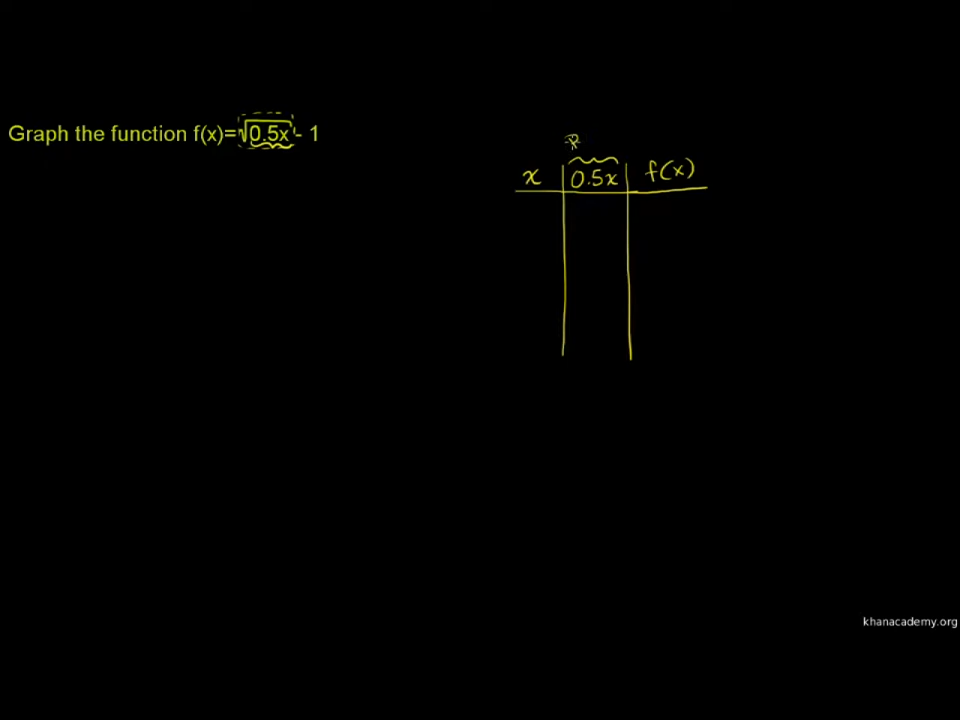 Graph the function f(x)=√0.5x - 1
x 0.5x f(x)
khanacademy.org